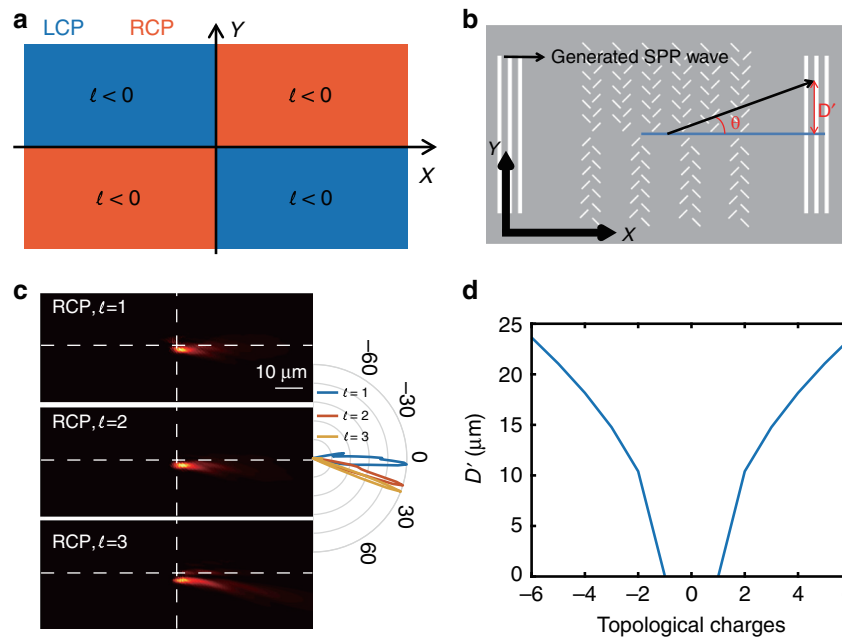 a
LCP RCP
Y
ℓ < 0 ℓ < 0
X
ℓ < 0 ℓ < 0
b
Generated SPP wave
θ
D′
Y
X
c
RCP, ℓ=1
10 μm
RCP, ℓ=2
RCP, ℓ=3
−60
−30
0
30
60
ℓ = 1
ℓ = 2
ℓ = 3
d
25
20
15
10
5
0
D′ (μm)
−6 −4 −2 0 2 4 6
Topological charges